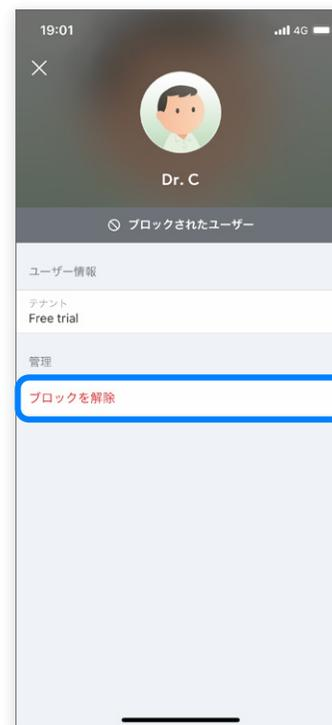 19:01
4G
Dr. C
ブロックされたユーザー
ユーザー情報
テナント
Free trial
管理
ブロックを解除